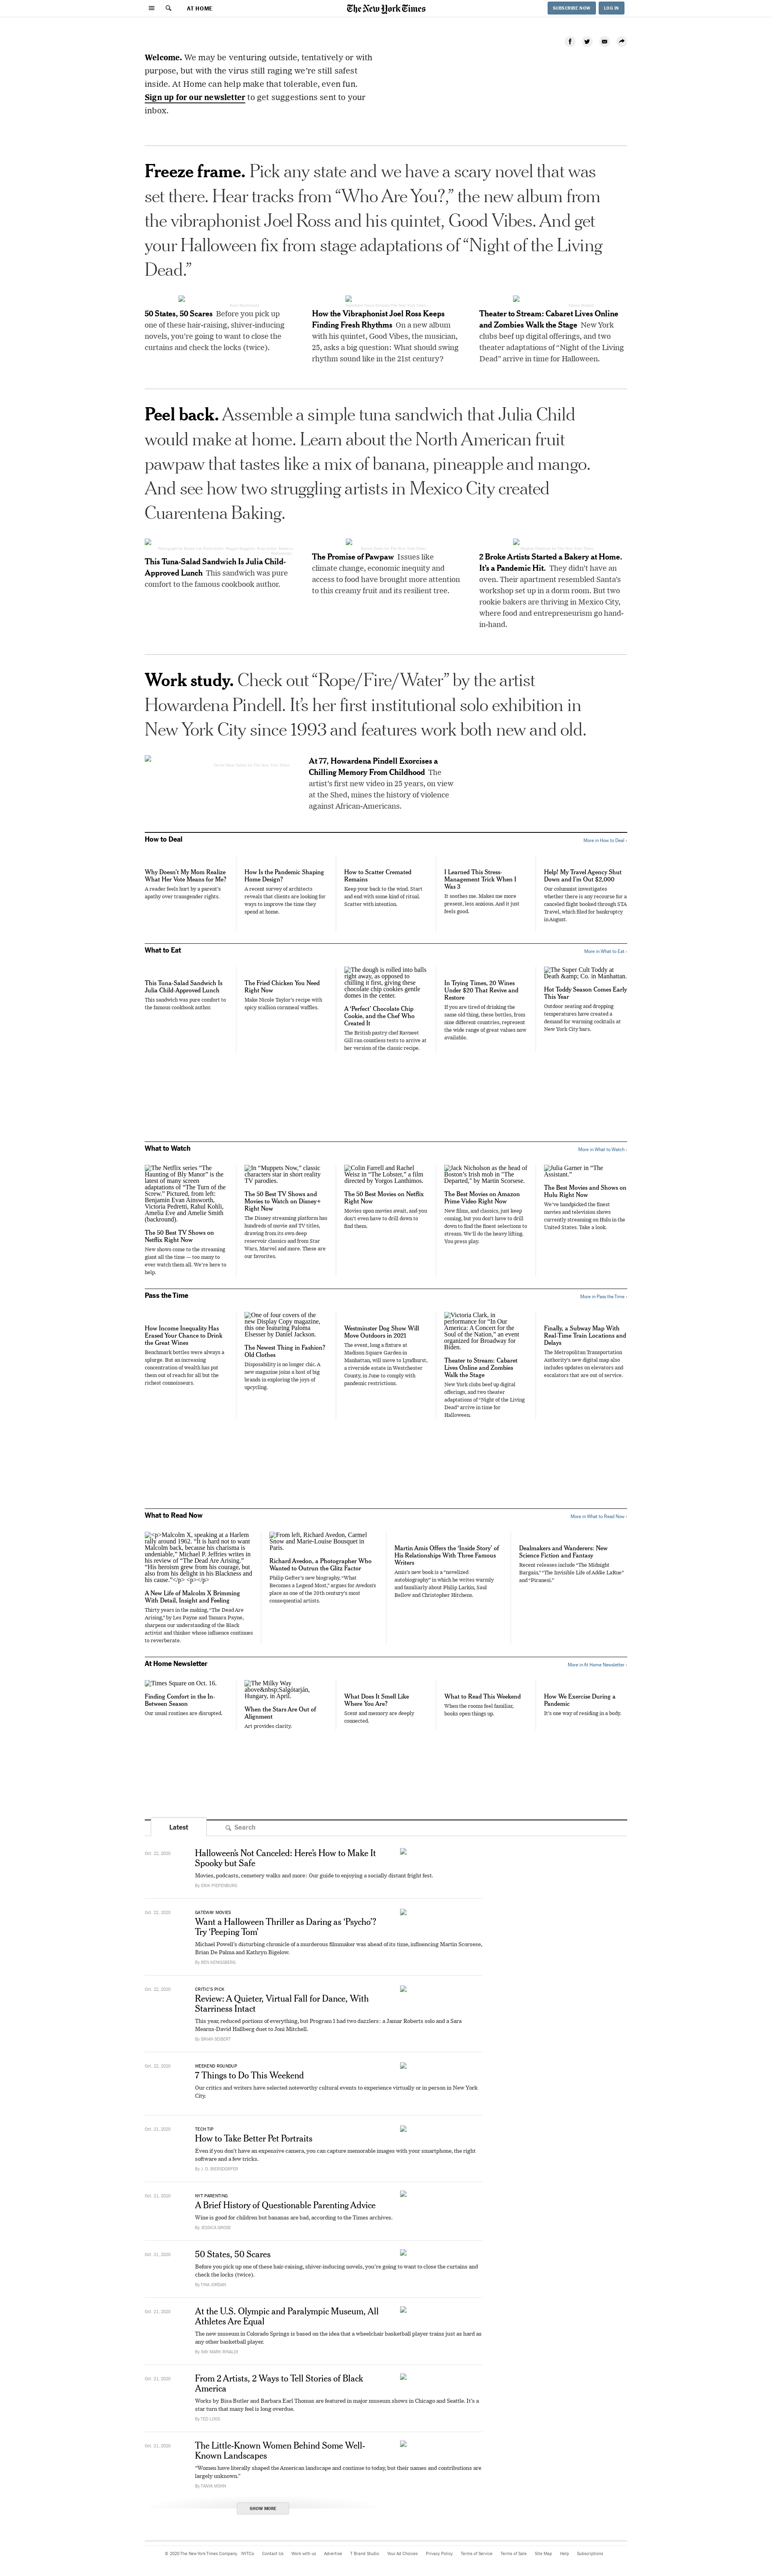 AT HOME
The New York Times
SUBSCRIBE NOW
LOG IN
Welcome. We may be venturing outside, tentatively or with
purpose, but with the virus still raging we're still safest
inside. At Home can help make that tolerable, even fun.
Sign up for our newsletter to get suggestions sent to your
inbox.
Freeze frame. Pick any state and we have a scary novel that was
set there. Hear tracks from “Who Are You?,” the new album from
the vibraphonist Joel Ross and his quintet, Good Vibes. And get
your Halloween fix from stage adaptations of “Night of the Living
Dead.”
50 States, 50 Scares Before you pick up
one of these hair-raising, shiver-inducing
novels, you're going to want to close the
curtains and check the locks (twice).
How the Vibraphonist Joel Ross Keeps
Finding Fresh Rhythms On a new album
with his quintet, Good Vibes, the musician,
25, asks a big question: What should swing
rhythm sound like in the 21st century?
Theater to Stream: Cabaret Lives Online
and Zombies Walk the Stage New York
clubs beef up digital offerings, and two
theater adaptations of “Night of the Living
Dead” arrive in time for Halloween.
Peel back. Assemble a simple tuna sandwich that Julia Child
would make at home. Learn about the North American fruit
pawpaw that tastes like a mix of banana, pineapple and mango.
And see how two struggling artists in Mexico City created
Cuarentena Baking.
This Tuna-Salad Sandwich Is Julia Child-
Approved Lunch This sandwich was pure
comfort to the famous cookbook author.
The Promise of Pawpaw Issues like
climate change, economic inequity and
access to food have brought more attention
to this creamy fruit and its resilient tree.
2 Broke Artists Started a Bakery at Home.
It's a Pandemic Hit. They didn't have an
oven. Their apartment resembled Santa's
workshop set up in a dorm room. But two
rookie bakers are thriving in Mexico City,
where food and entrepreneurism go hand-
in-hand.
Work study. Check out “Rope/Fire/Water” by the artist
Howardena Pindell. It's her first institutional solo exhibition in
New York City since 1993 and features work both new and old.
At 77, Howardena Pindell Exorcises a
Chilling Memory From Childhood The
artist's first new video in 25 years, on view
at the Shed, mines the history of violence
against African-Americans.
How to Deal
More in How to Deal ›
Why Doesn't My Mom Realize
What Her Vote Means for Me?
A reader feels hurt by a parent's
apathy over transgender rights.
How Is the Pandemic Shaping
Home Design?
A recent survey of architects
reveals that clients are looking for
ways to improve the time they
spend at home.
How to Scatter Cremated
Remains
Keep your back to the wind. Start
and end with some kind of ritual.
Scatter with intention.
I Learned This Stress-
Management Trick When I
Was 3
It soothes me. Makes me more
present, less anxious. And it just
feels good.
Help! My Travel Agency Shut
Down and I'm Out $2,000
Our columnist investigates
whether there is any recourse for a
canceled flight booked through STA
Travel, which filed for bankruptcy
in August.
What to Eat
More in What to Eat ›
This Tuna-Salad Sandwich Is
Julia Child-Approved Lunch
This sandwich was pure comfort to
the famous cookbook author.
The Fried Chicken You Need
Right Now
Make Nicole Taylor's recipe with
spicy scallion cornmeal waffles.
The dough is rolled into balls
right away, as opposed to
chilling it first, giving these
chocolate chip cookies gentle
domes in the center.
A ‘Perfect’ Chocolate Chip
Cookie, and the Chef Who
Created It
The British pastry chef Ravneet
Gill ran countless tests to arrive at
her version of the classic recipe.
In Trying Times, 20 Wines
Under $20 That Revive and
Restore
If you are tired of drinking the
same old thing, these bottles, from
nine different countries, represent
the wide range of great values now
available.
The Super Cult Toddy at
Death &amp; Co. in Manhattan.
Hot Toddy Season Comes Early
This Year
Outdoor seating and dropping
temperatures have created a
demand for warming cocktails at
New York City bars.
What to Watch
More in What to Watch ›
The Netflix series “The
Haunting of Bly Manor” is the
latest of many screen
adaptations of “The Turn of the
Screw.” Pictured, from left:
Benjamin Evan Ainsworth,
Victoria Pedretti, Rahul Kohli,
Amelia Eve and Amelie Smith
(backround).
The 50 Best TV Shows on
Netflix Right Now
New shows come to the streaming
giant all the time — too many to
ever watch them all. We're here to
help.
In “Muppets Now,” classic
characters star in short reality
TV parodies.
The 50 Best TV Shows and
Movies to Watch on Disney+
Right Now
The Disney streaming platform has
hundreds of movie and TV titles,
drawing from its own deep
reservoir classics and from Star
Wars, Marvel and more. These are
our favorites.
Colin Farrell and Rachel
Weisz in “The Lobster,” a film
directed by Yorgos Lanthimos.
The 50 Best Movies on Netflix
Right Now
Movies upon movies await, and you
don't even have to drill down to
find them.
Jack Nicholson as the head of
Boston's Irish mob in "The
Departed," by Martin Scorsese.
The Best Movies on Amazon
Prime Video Right Now
New films, and classics, just keep
coming, but you don't have to drill
down to find the finest selections to
stream. We'll do the heavy lifting.
You press play.
Julia Garner in “The
Assistant.”
The Best Movies and Shows on
Hulu Right Now
We've handpicked the finest
movies and television shows
currently streaming on Hulu in the
United States. Take a look.
Pass the Time
More in Pass the Time ›
How Income Inequality Has
Erased Your Chance to Drink
the Great Wines
Benchmark bottles were always a
splurge. But an increasing
concentration of wealth has put
them out of reach for all but the
richest connoisseurs.
One of four covers of the
new Display Copy magazine,
this one featuring Paloma
Elsesser by Daniel Jackson.
The Newest Thing in Fashion?
Old Clothes
Disposability is no longer chic. A
new magazine joins a host of big
brands in exploring the joys of
upcycling.
Westminster Dog Show Will
Move Outdoors in 2021
The event, long a fixture at
Madison Square Garden in
Manhattan, will move to Lyndhurst,
a riverside estate in Westchester
County, in June to comply with
pandemic restrictions.
Victoria Clark, in
performance for “In Our
America: A Concert for the
Soul of the Nation,” an event
organized for Broadway for
Biden.
Theater to Stream: Cabaret
Lives Online and Zombies
Walk the Stage
New York clubs beef up digital
offerings, and two theater
adaptations of “Night of the Living
Dead” arrive in time for
Halloween.
Finally, a Subway Map With
Real-Time Train Locations and
Delays
The Metropolitan Transportation
Authority's new digital map also
includes updates on elevators and
escalators that are out of service.
What to Read Now
More in What to Read Now ›
<p>Malcolm X, speaking at a Harlem
rally around 1962. “It is hard not to want
Malcolm back, because his charisma is
undeniable,” Michael P. Jeffries writes in
his review of “The Dead Are Arising.”
“His heroism grew from his courage, but
also from his delight in his Blackness and
his cause.”</p> <p></p>
A New Life of Malcolm X Brimming
With Detail, Insight and Feeling
Thirty years in the making, “The Dead Are
Arising,” by Les Payne and Tamara Payne,
sharpens our understanding of the Black
activist and thinker whose influence continues
to reverberate.
From left, Richard Avedon, Carmel
Snow and Marie-Louise Bousquet in
Paris.
Richard Avedon, a Photographer Who
Wanted to Outrun the Glitz Factor
Philip Gefter's new biography, “What
Becomes a Legend Most,” argues for Avedon's
place as one of the 20th century's most
consequential artists.
Martin Amis Offers the ‘Inside Story’ of
His Relationships With Three Famous
Writers
Amis's new book is a “novelized
autobiography” in which he writes warmly
and familiarly about Philip Larkin, Saul
Bellow and Christopher Hitchens.
Dealmakers and Wanderers: New
Science Fiction and Fantasy
Recent releases include “The Midnight
Bargain,” “The Invisible Life of Addie LaRue”
and “Piranesi.”
At Home Newsletter
More in At Home Newsletter ›
Times Square on Oct. 16.
Finding Comfort in the In-
Between Season
Our usual routines are disrupted.
The Milky Way
above&nbsp;Salgótarján,
Hungary, in April.
When the Stars Are Out of
Alignment
Art provides clarity.
What Does It Smell Like
Where You Are?
Scent and memory are deeply
connected.
What to Read This Weekend
When the rooms feel familiar,
books open things up.
How We Exercise During a
Pandemic
It's one way of residing in a body.
Latest
Search
Oct. 22, 2020
Halloween's Not Canceled: Here's How to Make It
Spooky but Safe
Movies, podcasts, cemetery walks and more: Our guide to enjoying a socially distant fright fest.
By ERIK PIEPENBURG
Oct. 22, 2020
GATEWAY MOVIES
Want a Halloween Thriller as Daring as ‘Psycho’?
Try ‘Peeping Tom’
Michael Powell's disturbing chronicle of a murderous filmmaker was ahead of its time, influencing Martin Scorsese,
Brian De Palma and Kathryn Bigelow.
By BEN KENIGSBERG
Oct. 22, 2020
CRITIC'S PICK
Review: A Quieter, Virtual Fall for Dance, With
Starriness Intact
This year, reduced portions of everything, but Program 1 had two dazzlers: a Jamar Roberts solo and a Sara
Mearns-David Hallberg duet to Joni Mitchell.
By BRIAN SEIBERT
Oct. 22, 2020
WEEKEND ROUNDUP
7 Things to Do This Weekend
Our critics and writers have selected noteworthy cultural events to experience virtually or in person in New York
City.
Oct. 21, 2020
TECH TIP
How to Take Better Pet Portraits
Even if you don't have an expensive camera, you can capture memorable images with your smartphone, the right
software and a few tricks.
By J. D. BIERSDORFER
Oct. 21, 2020
NYT PARENTING
A Brief History of Questionable Parenting Advice
Wine is good for children but bananas are bad, according to the Times archives.
By JESSICA GROSE
Oct. 21, 2020
50 States, 50 Scares
Before you pick up one of these hair-raising, shiver-inducing novels, you're going to want to close the curtains and
check the locks (twice).
By TINA JORDAN
Oct. 21, 2020
At the U.S. Olympic and Paralympic Museum, All
Athletes Are Equal
The new museum in Colorado Springs is based on the idea that a wheelchair basketball player trains just as hard as
any other basketball player.
By RAY MARK RINALDI
Oct. 21, 2020
From 2 Artists, 2 Ways to Tell Stories of Black
America
Works by Bisa Butler and Barbara Earl Thomas are featured in major museum shows in Chicago and Seattle. It's a
star turn that many feel is long overdue.
By TED LOOS
Oct. 21, 2020
The Little-Known Women Behind Some Well-
Known Landscapes
“Women have literally shaped the American landscape and continue to today, but their names and contributions are
largely unknown.”
By TANYA MOHN
SHOW MORE
© 2020 The New York Times Company NYTCo Contact Us Work with us Advertise T Brand Studio Your Ad Choices Privacy Policy Terms of Service Terms of Sale Site Map Help Subscriptions